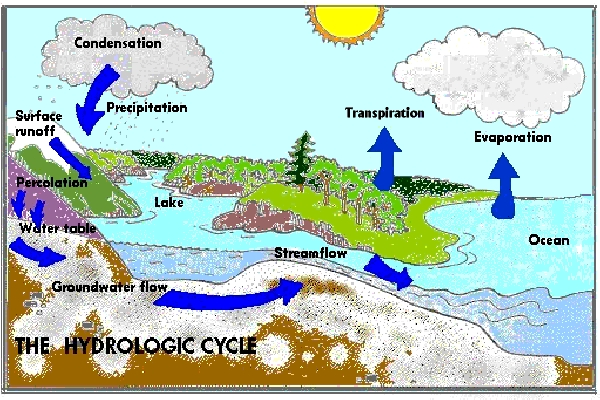 Condensation
Precipitation
Surface
runoff
Transpiration
Evaporation
Percolation
Lake
Water table
Ocean
Streamflow
Groundwater flow
THE HYDROLOGIC CYCLE